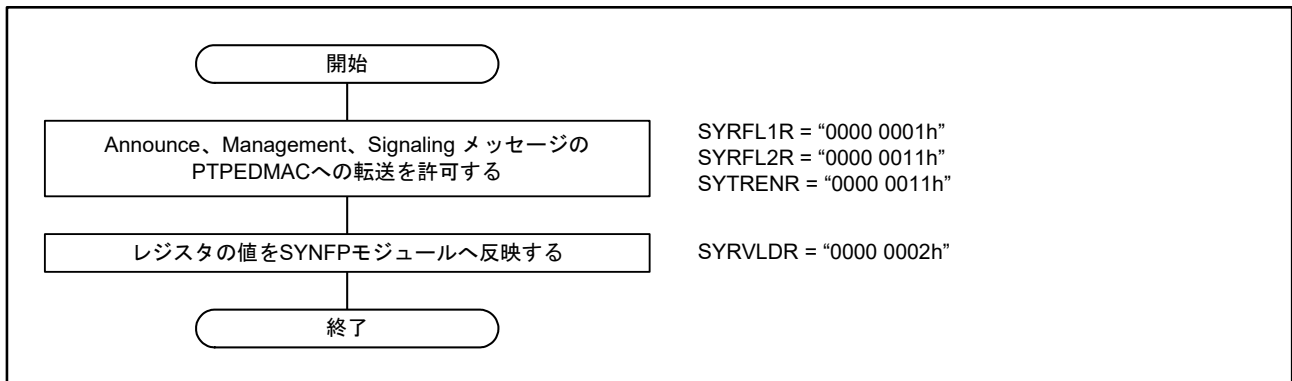 開始
Announce、Management、Signaling メッセージの
PTPEDMACへの転送を許可する
SYRFL1R = “0000 0001h”
SYRFL2R = “0000 0011h”
SYTRENR = “0000 0011h”
レジスタの値をSYNFPモジュールへ反映する
SYRVLDR = “0000 0002h”
終了